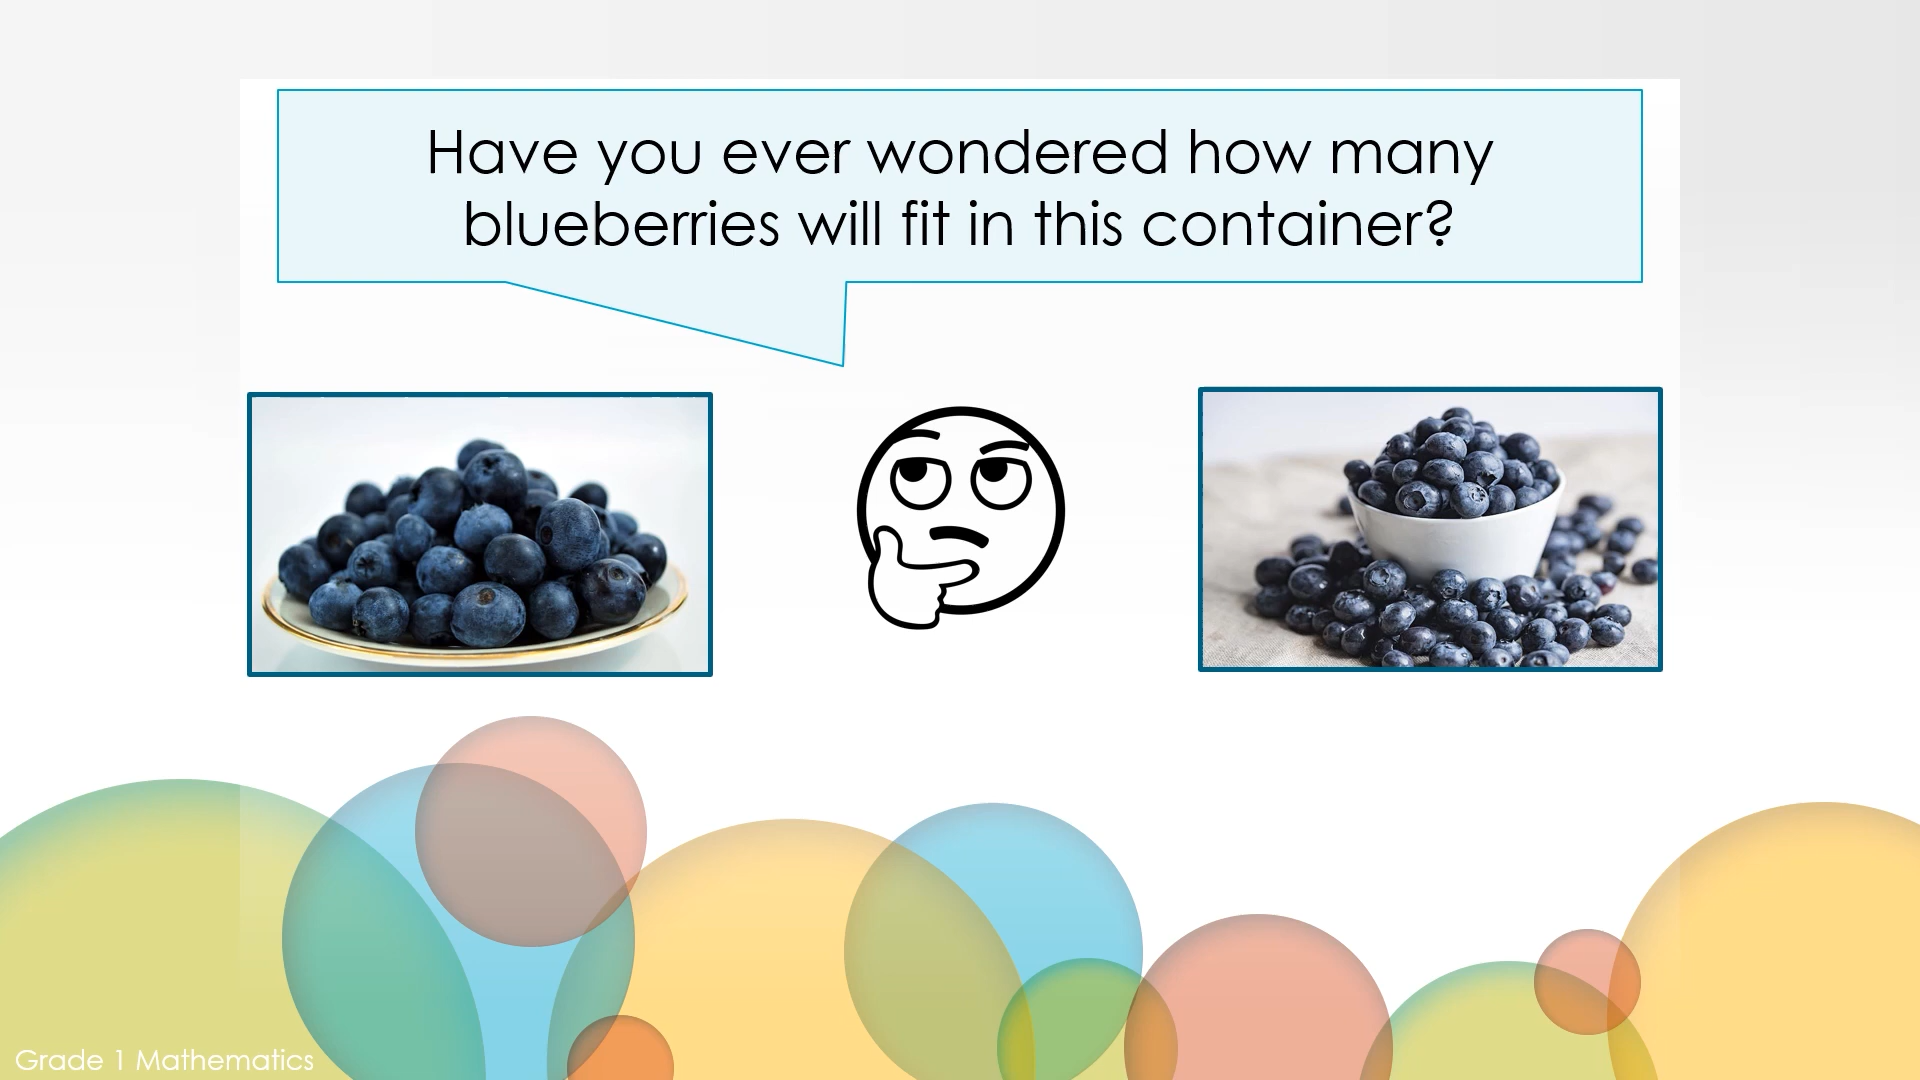 Have you ever wondered how many
blueberries will fit in this container?
Grade 1 Mathematics